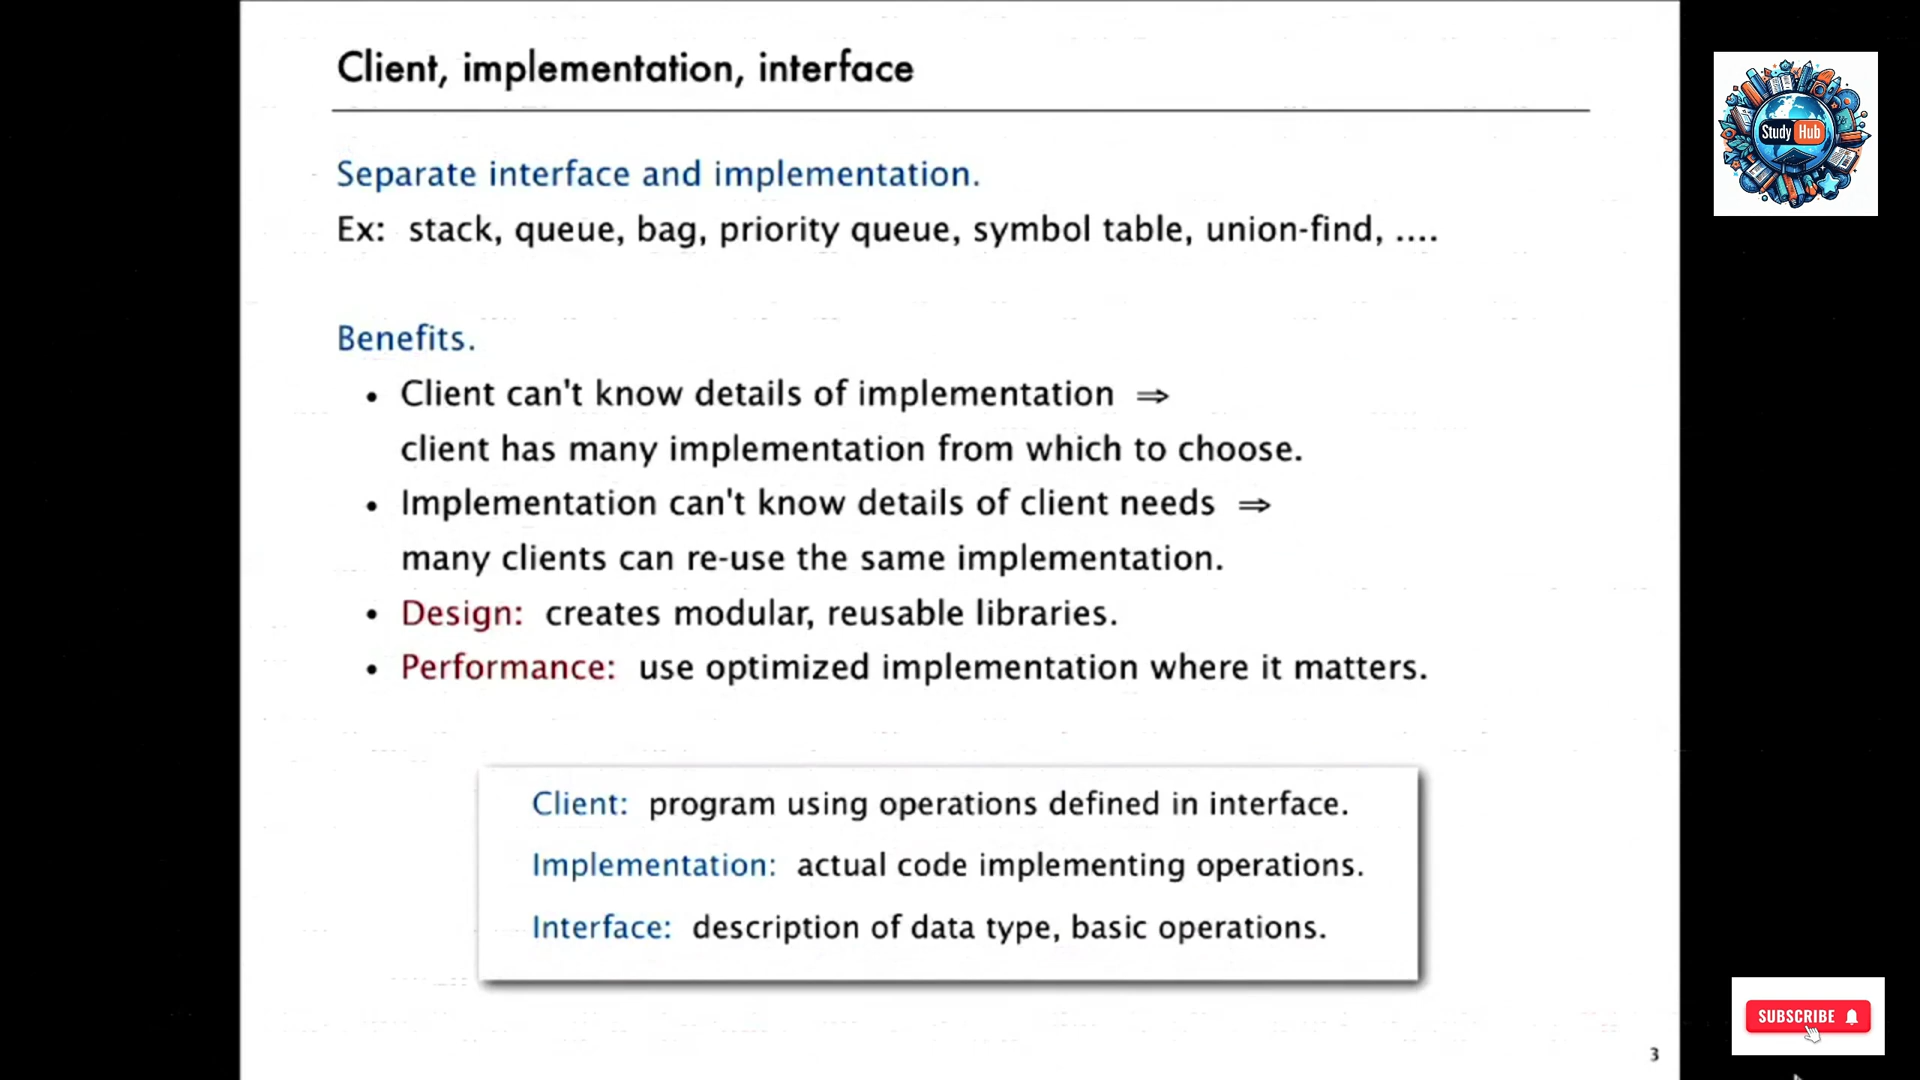 Client, implementation, interface
Separate interface and implementation.
Ex: stack, queue, bag, priority queue, symbol table, union-find, ....
Benefits.
• Client can't know details of implementation ⇒
client has many implementation from which to choose.
• Implementation can't know details of client needs ⇒
many clients can re-use the same implementation.
• Design: creates modular, reusable libraries.
• Performance: use optimized implementation where it matters.
Client: program using operations defined in interface.
Implementation: actual code implementing operations.
Interface: description of data type, basic operations.
3
Study Hub
SUBSCRIBE